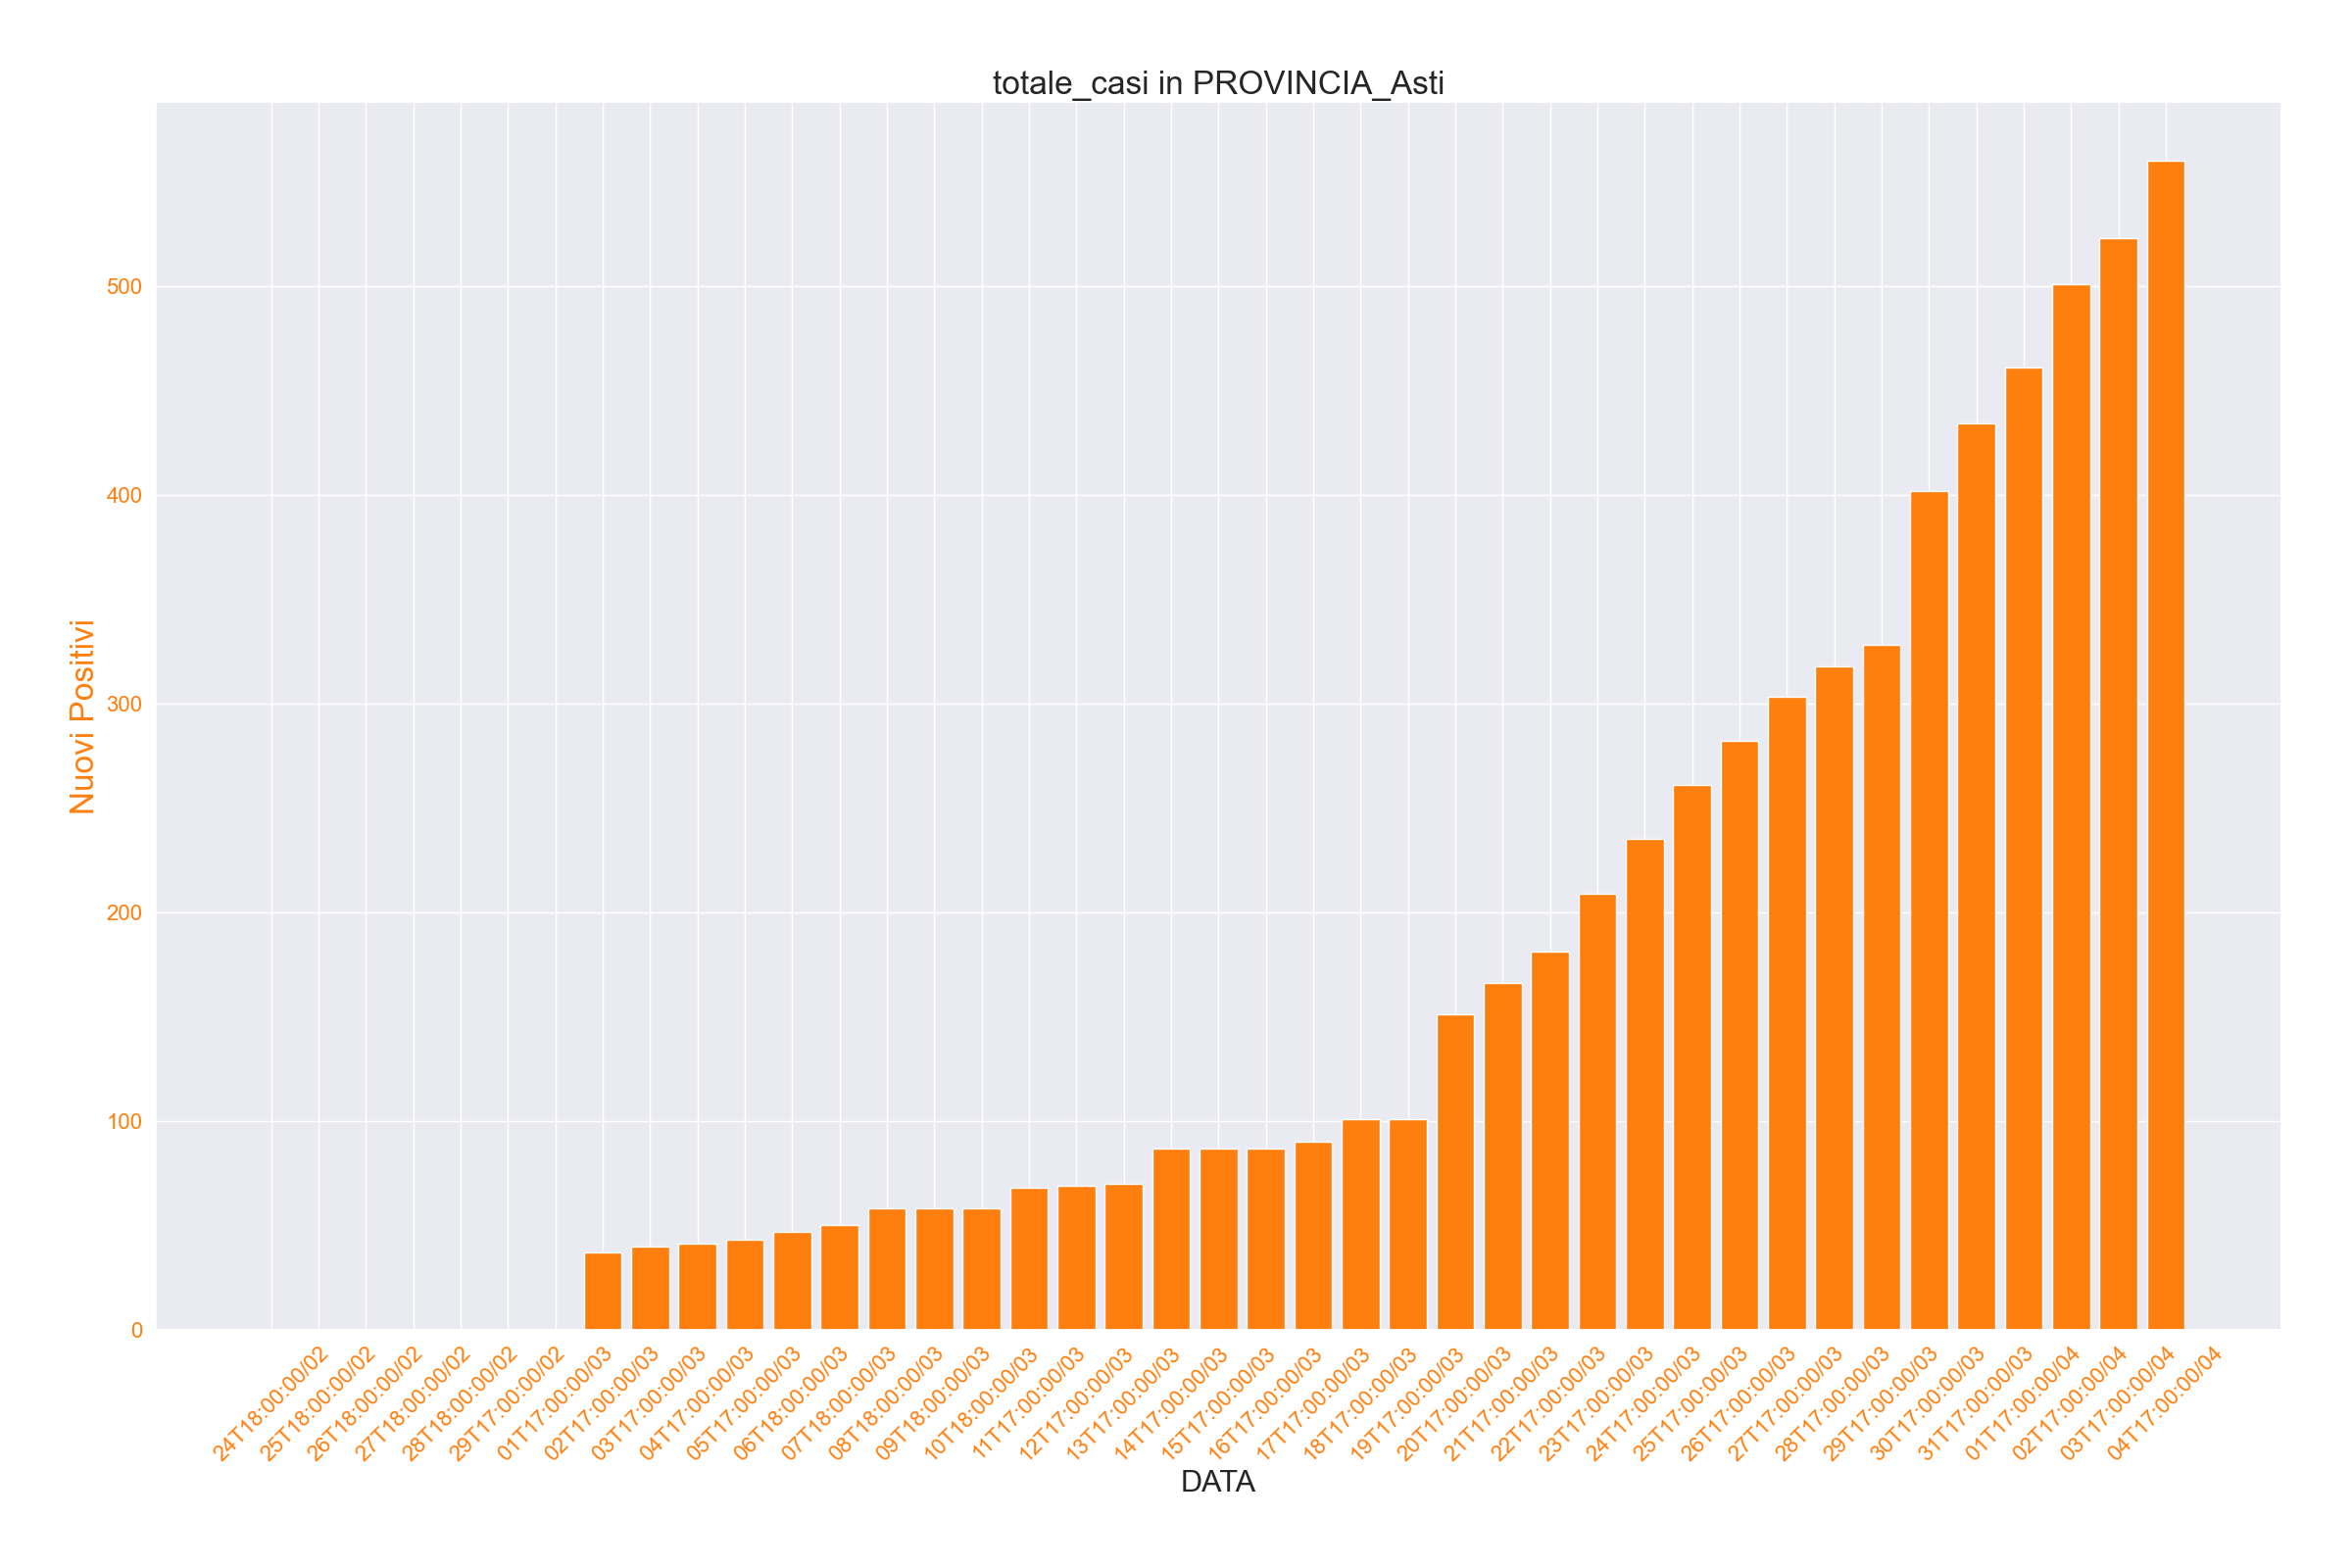 totale_casi in PROVINCIA_Asti
Nuovi Positivi
500
400
300
200
100
0
24T18:00:00/02
25T18:00:00/02
26T18:00:00/02
27T18:00:00/02
28T18:00:00/02
29T17:00:00/02
01T17:00:00/03
02T17:00:00/03
03T17:00:00/03
04T17:00:00/03
05T17:00:00/03
06T18:00:00/03
07T18:00:00/03
08T18:00:00/03
09T18:00:00/03
10T18:00:00/03
11T17:00:00/03
12T17:00:00/03
13T17:00:00/03
14T17:00:00/03
15T17:00:00/03
16T17:00:00/03
17T17:00:00/03
18T17:00:00/03
19T17:00:00/03
20T17:00:00/03
21T17:00:00/03
22T17:00:00/03
23T17:00:00/03
24T17:00:00/03
25T17:00:00/03
26T17:00:00/03
27T17:00:00/03
28T17:00:00/03
29T17:00:00/03
30T17:00:00/03
31T17:00:00/03
01T17:00:00/04
02T17:00:00/04
03T17:00:00/04
04T17:00:00/04
DATA